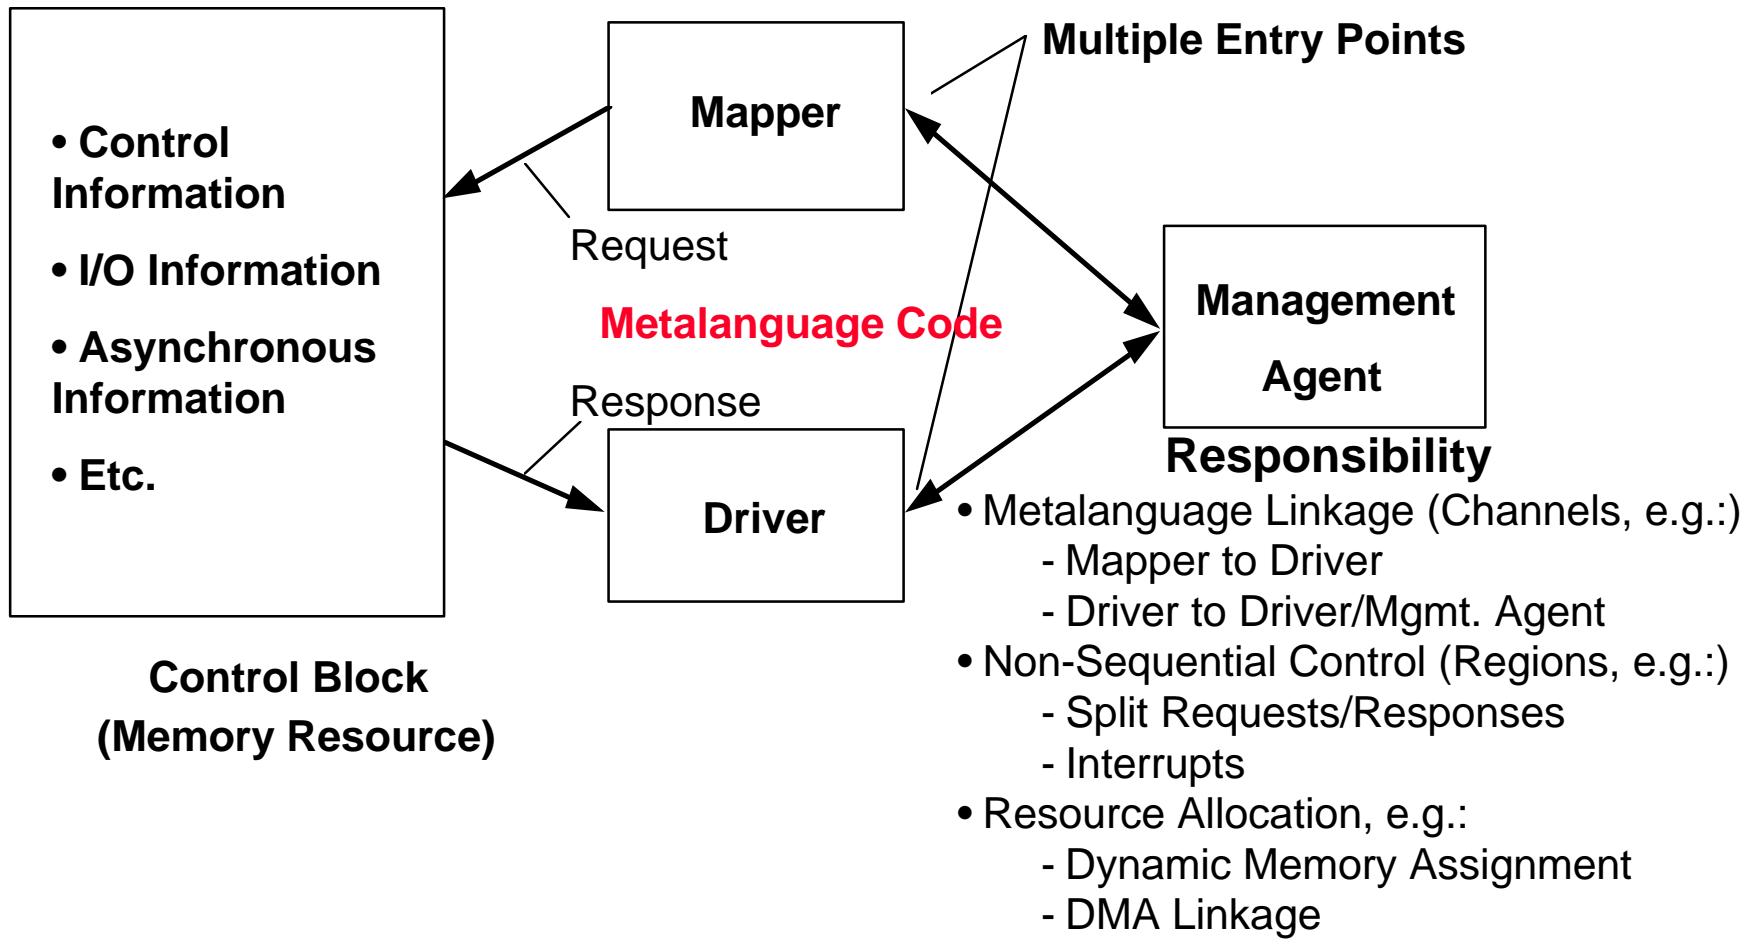 • Control
Information
• I/O Information
• Asynchronous
Information
• Etc.
Control Block
(Memory Resource)
Mapper
Request
Metalanguage Code
Response
Driver
Multiple Entry Points
Management
Agent
Responsibility
• Metalanguage Linkage (Channels, e.g.:)
- Mapper to Driver
- Driver to Driver/Mgmt. Agent
• Non-Sequential Control (Regions, e.g.:)
- Split Requests/Responses
- Interrupts
• Resource Allocation, e.g.:
- Dynamic Memory Assignment
- DMA Linkage